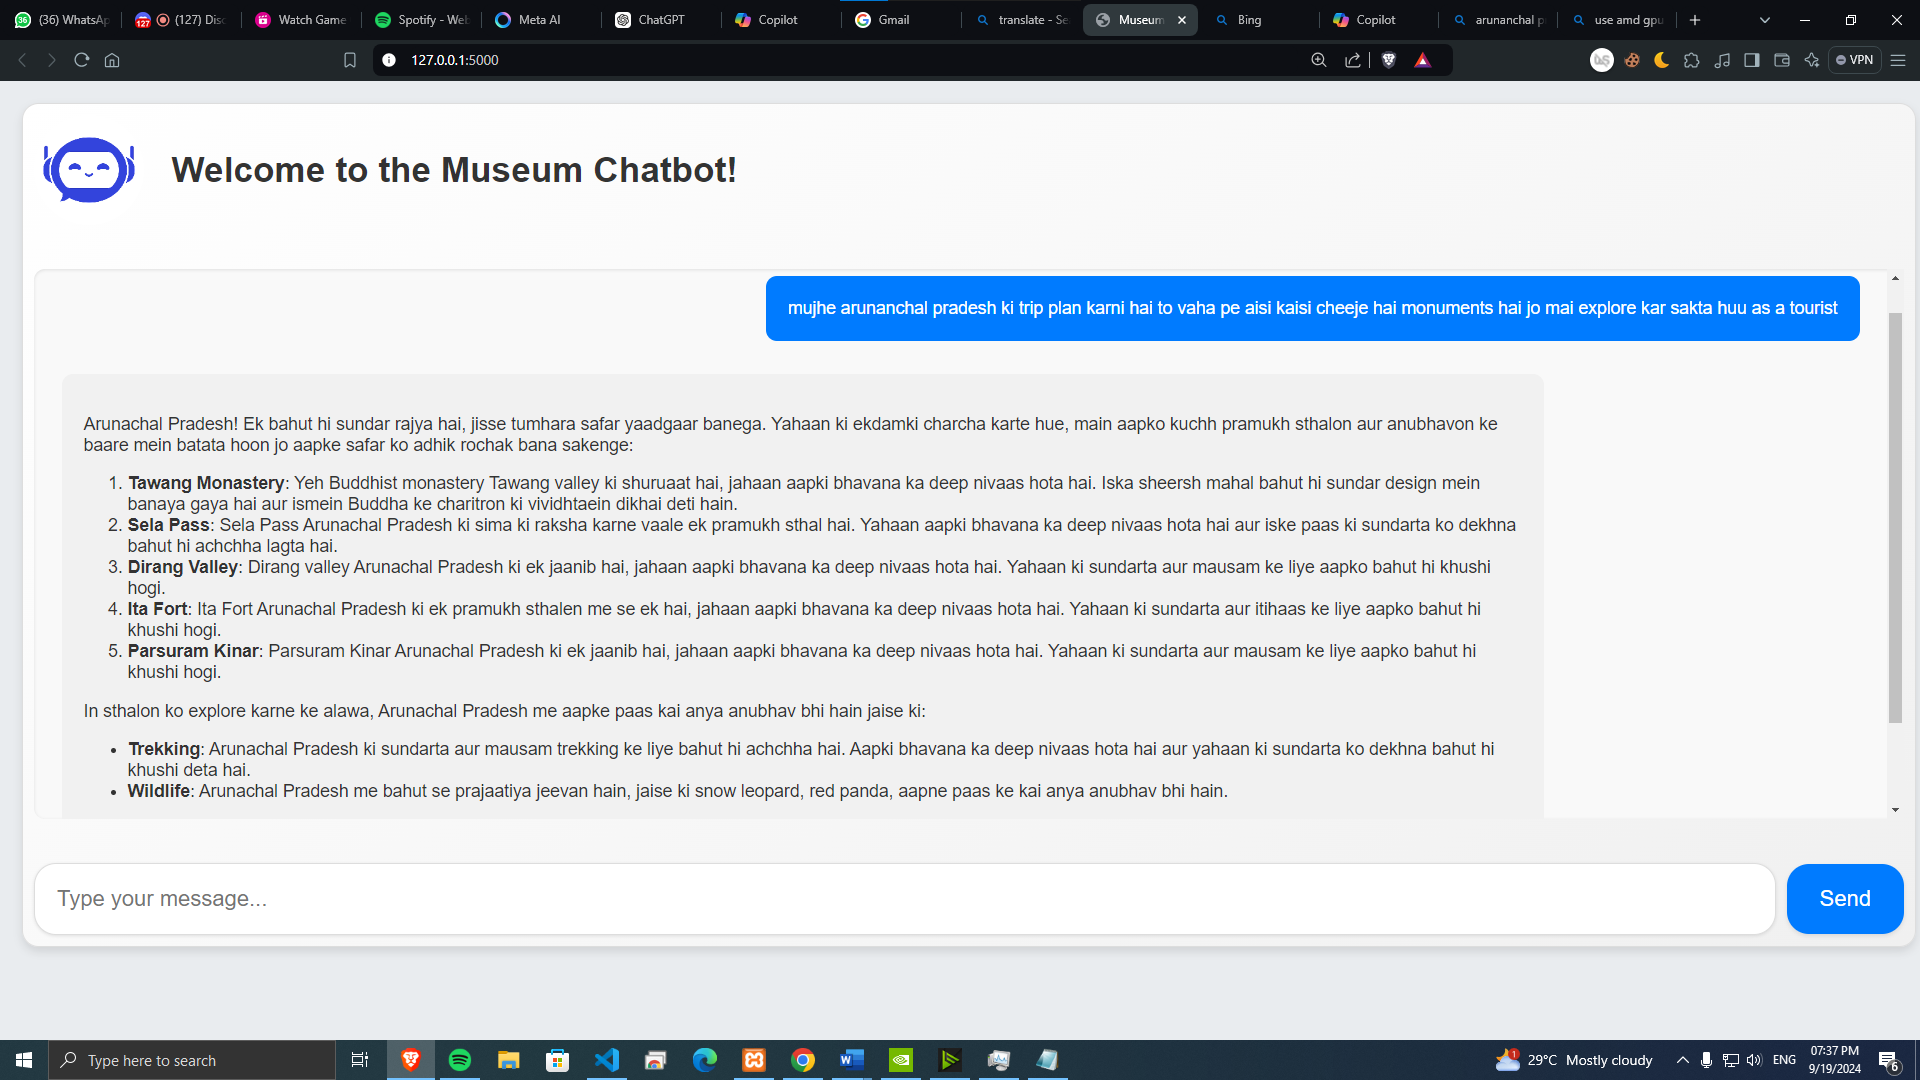 (36) WhatsAp
(127) Disc
Watch Game
Spotify - Web
Meta AI
ChatGPT
Copilot
Gmail
translate - Se
Museum
Bing
Copilot
arunanchal p
use amd gpu
127.0.0.1:5000
VPN
Welcome to the Museum Chatbot!
mujhe arunanchal pradesh ki trip plan karni hai to vaha pe aisi kaisi cheeje hai monuments hai jo mai explore kar sakta huu as a tourist
Arunachal Pradesh! Ek bahut hi sundar rajya hai, jisse tumhara safar yaadgaar banega. Yahaan ki ekdamki charcha karte hue, main aapko kuchh pramukh sthalon aur anubhavon ke
baare mein batata hoon jo aapke safar ko adhik rochak bana sakenge:
1. Tawang Monastery: Yeh Buddhist monastery Tawang valley ki shuruaat hai, jahaan aapki bhavana ka deep nivaas hota hai. Iska sheersh mahal bahut hi sundar design mein
banaya gaya hai aur ismein Buddha ke charitron ki vividhtaein dikhai deti hain.
2. Sela Pass: Sela Pass Arunachal Pradesh ki sima ki raksha karne vaale ek pramukh sthal hai. Yahaan aapki bhavana ka deep nivaas hota hai aur iske paas ki sundarta ko dekhna
bahut hi achchha lagta hai.
3. Dirang Valley: Dirang valley Arunachal Pradesh ki ek jaanib hai, jahaan aapki bhavana ka deep nivaas hota hai. Yahaan ki sundarta aur mausam ke liye aapko bahut hi khushi
hogi.
4. Ita Fort: Ita Fort Arunachal Pradesh ki ek pramukh sthalen me se ek hai, jahaan aapki bhavana ka deep nivaas hota hai. Yahaan ki sundarta aur itihaas ke liye aapko bahut hi
khushi hogi.
5. Parsuram Kinar: Parsuram Kinar Arunachal Pradesh ki ek jaanib hai, jahaan aapki bhavana ka deep nivaas hota hai. Yahaan ki sundarta aur mausam ke liye aapko bahut hi
khushi hogi.
In sthalon ko explore karne ke alawa, Arunachal Pradesh me aapke paas kai anya anubhav bhi hain jaise ki:
• Trekking: Arunachal Pradesh ki sundarta aur mausam trekking ke liye bahut hi achchha hai. Aapki bhavana ka deep nivaas hota hai aur yahaan ki sundarta ko dekhna bahut hi
khushi deta hai.
• Wildlife: Arunachal Pradesh me bahut se prajaatiya jeevan hain, jaise ki snow leopard, red panda, aapne paas ke kai anya anubhav bhi hain.
Type your message...
Send
Type here to search
29°C Mostly cloudy
ENG
07:37 PM
9/19/2024
6